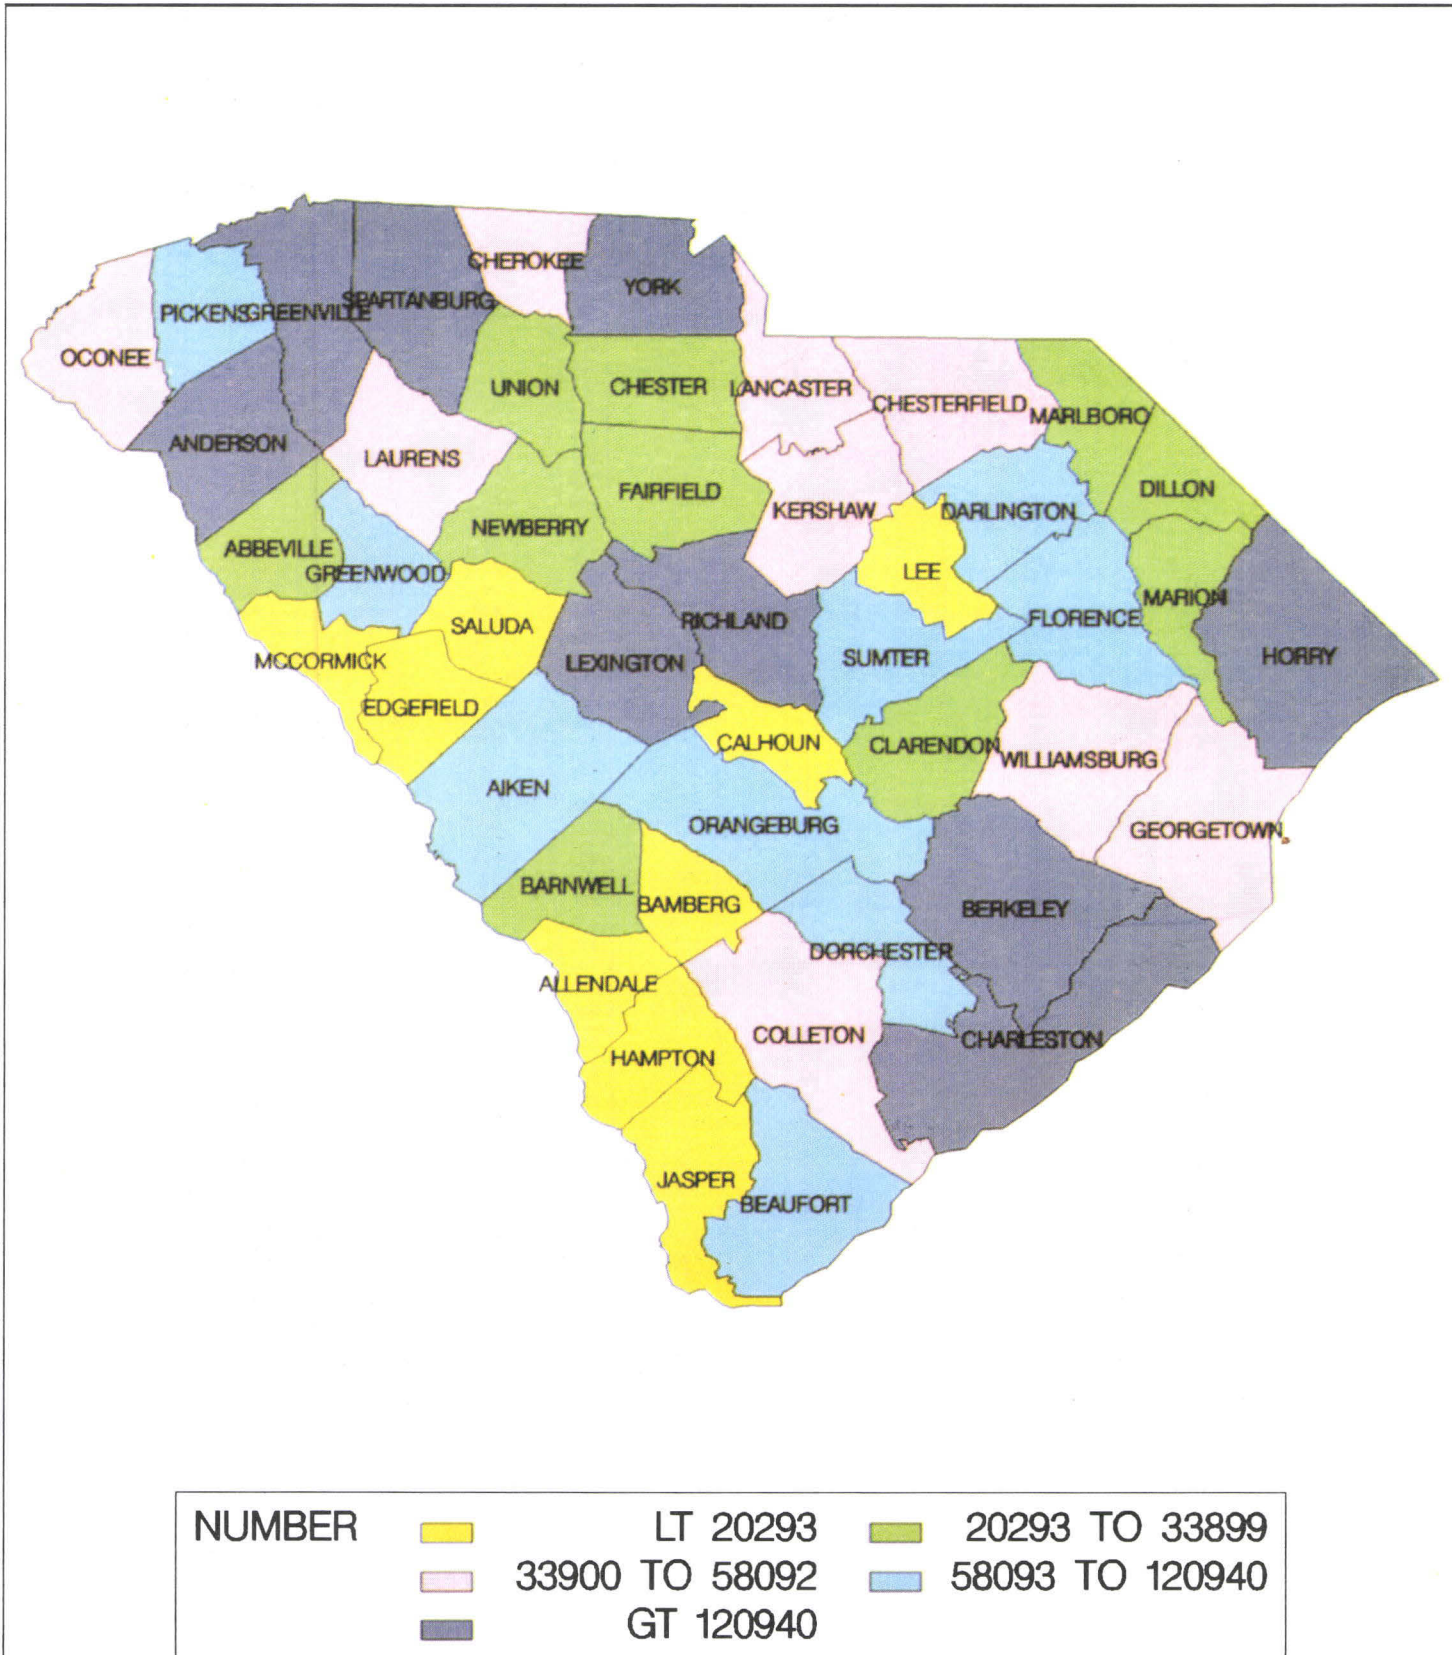 CHEROKEE
YORK
SPARTANBURG
PICKENS
GREENVILLE
OCONEE
UNION
CHESTER
LANCASTER
CHESTERFIELD
MARLBORO
ANDERSON
LAURENS
FAIRFIELD
KERSHAW
DARLINGTON
DILLON
NEWBERRY
ABBEVILLE
GREENWOOD
LEE
MARION
SALUDA
RICHLAND
FLORENCE
MCCORMICK
LEXINGTON
SUMTER
HORRY
EDGEFIELD
CALHOUN
CLARENDON
WILLIAMSBURG
AIKEN
ORANGEBURG
GEORGETOWN
BARNWELL
BAMBERG
BERKELEY
DORCHESTER
ALLENDALE
COLLETON
CHARLESTON
HAMPTON
JASPER
BEAUFORT
NUMBER LT 20293 20293 TO 33899
33900 TO 58092 58093 TO 120940
GT 120940